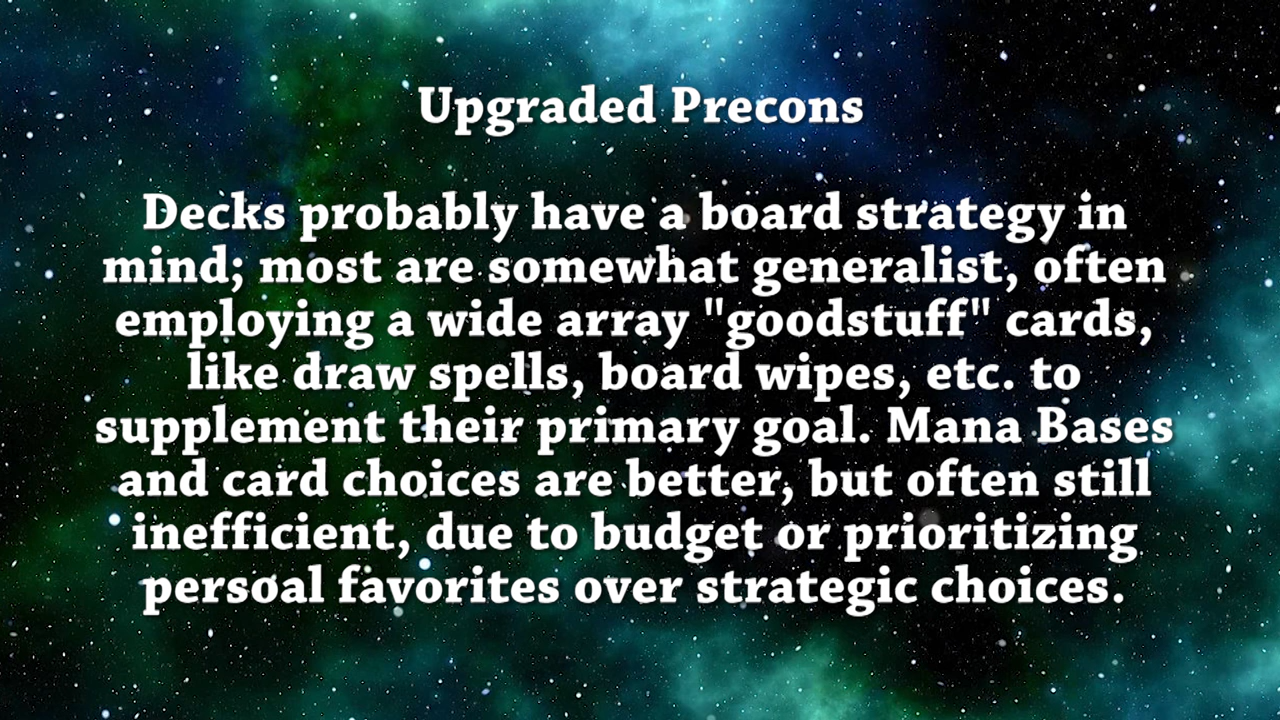 Upgraded Precons
Decks probably have a board strategy in
mind; most are somewhat generalist, often
employing a wide array "goodstuff" cards,
like draw spells, board wipes, etc. to
supplement their primary goal. Mana Bases
and card choices are better, but often still
inefficient, due to budget or prioritizing
persoal favorites over strategic choices.